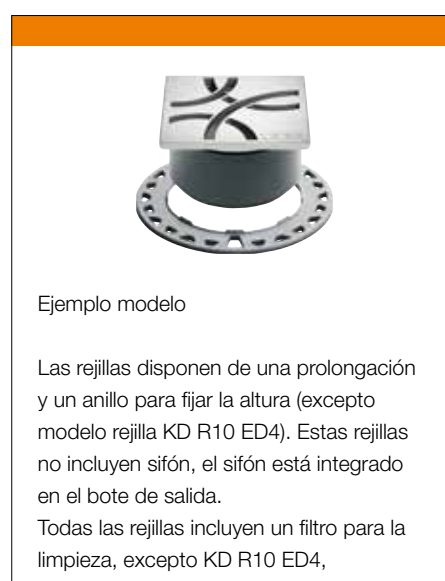 Ejemplo modelo
Las rejillas disponen de una prolongación
y un anillo para fijar la altura (excepto
modelo rejilla KD R10 ED4). Estas rejillas
no incluyen sifón, el sifón está integrado
en el bote de salida.
Todas las rejillas incluyen un filtro para la
limpieza, excepto KD R10 ED4,